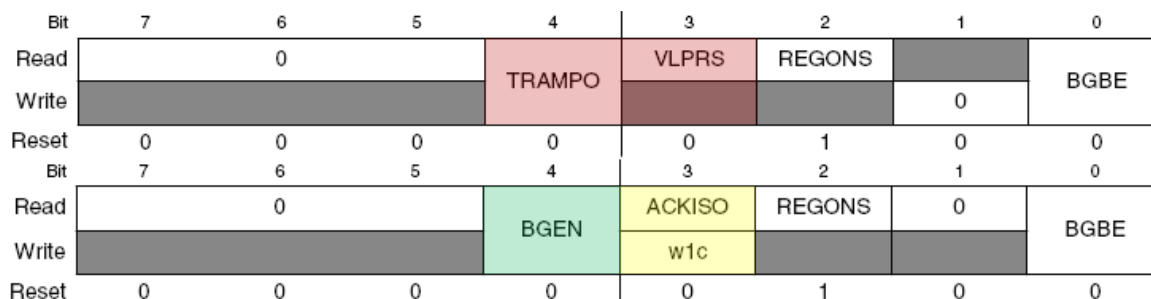 Bit 7 6 5 4 3 2 1 0
Read 0 TRAMPO VLPRS REGONS BGBE
Write 0
Reset 0 0 0 0 0 1 0 0
Bit 7 6 5 4 3 2 1 0
Read 0 BGEN ACKISO REGONS 0 BGBE
Write w1c
Reset 0 0 0 0 0 1 0 0